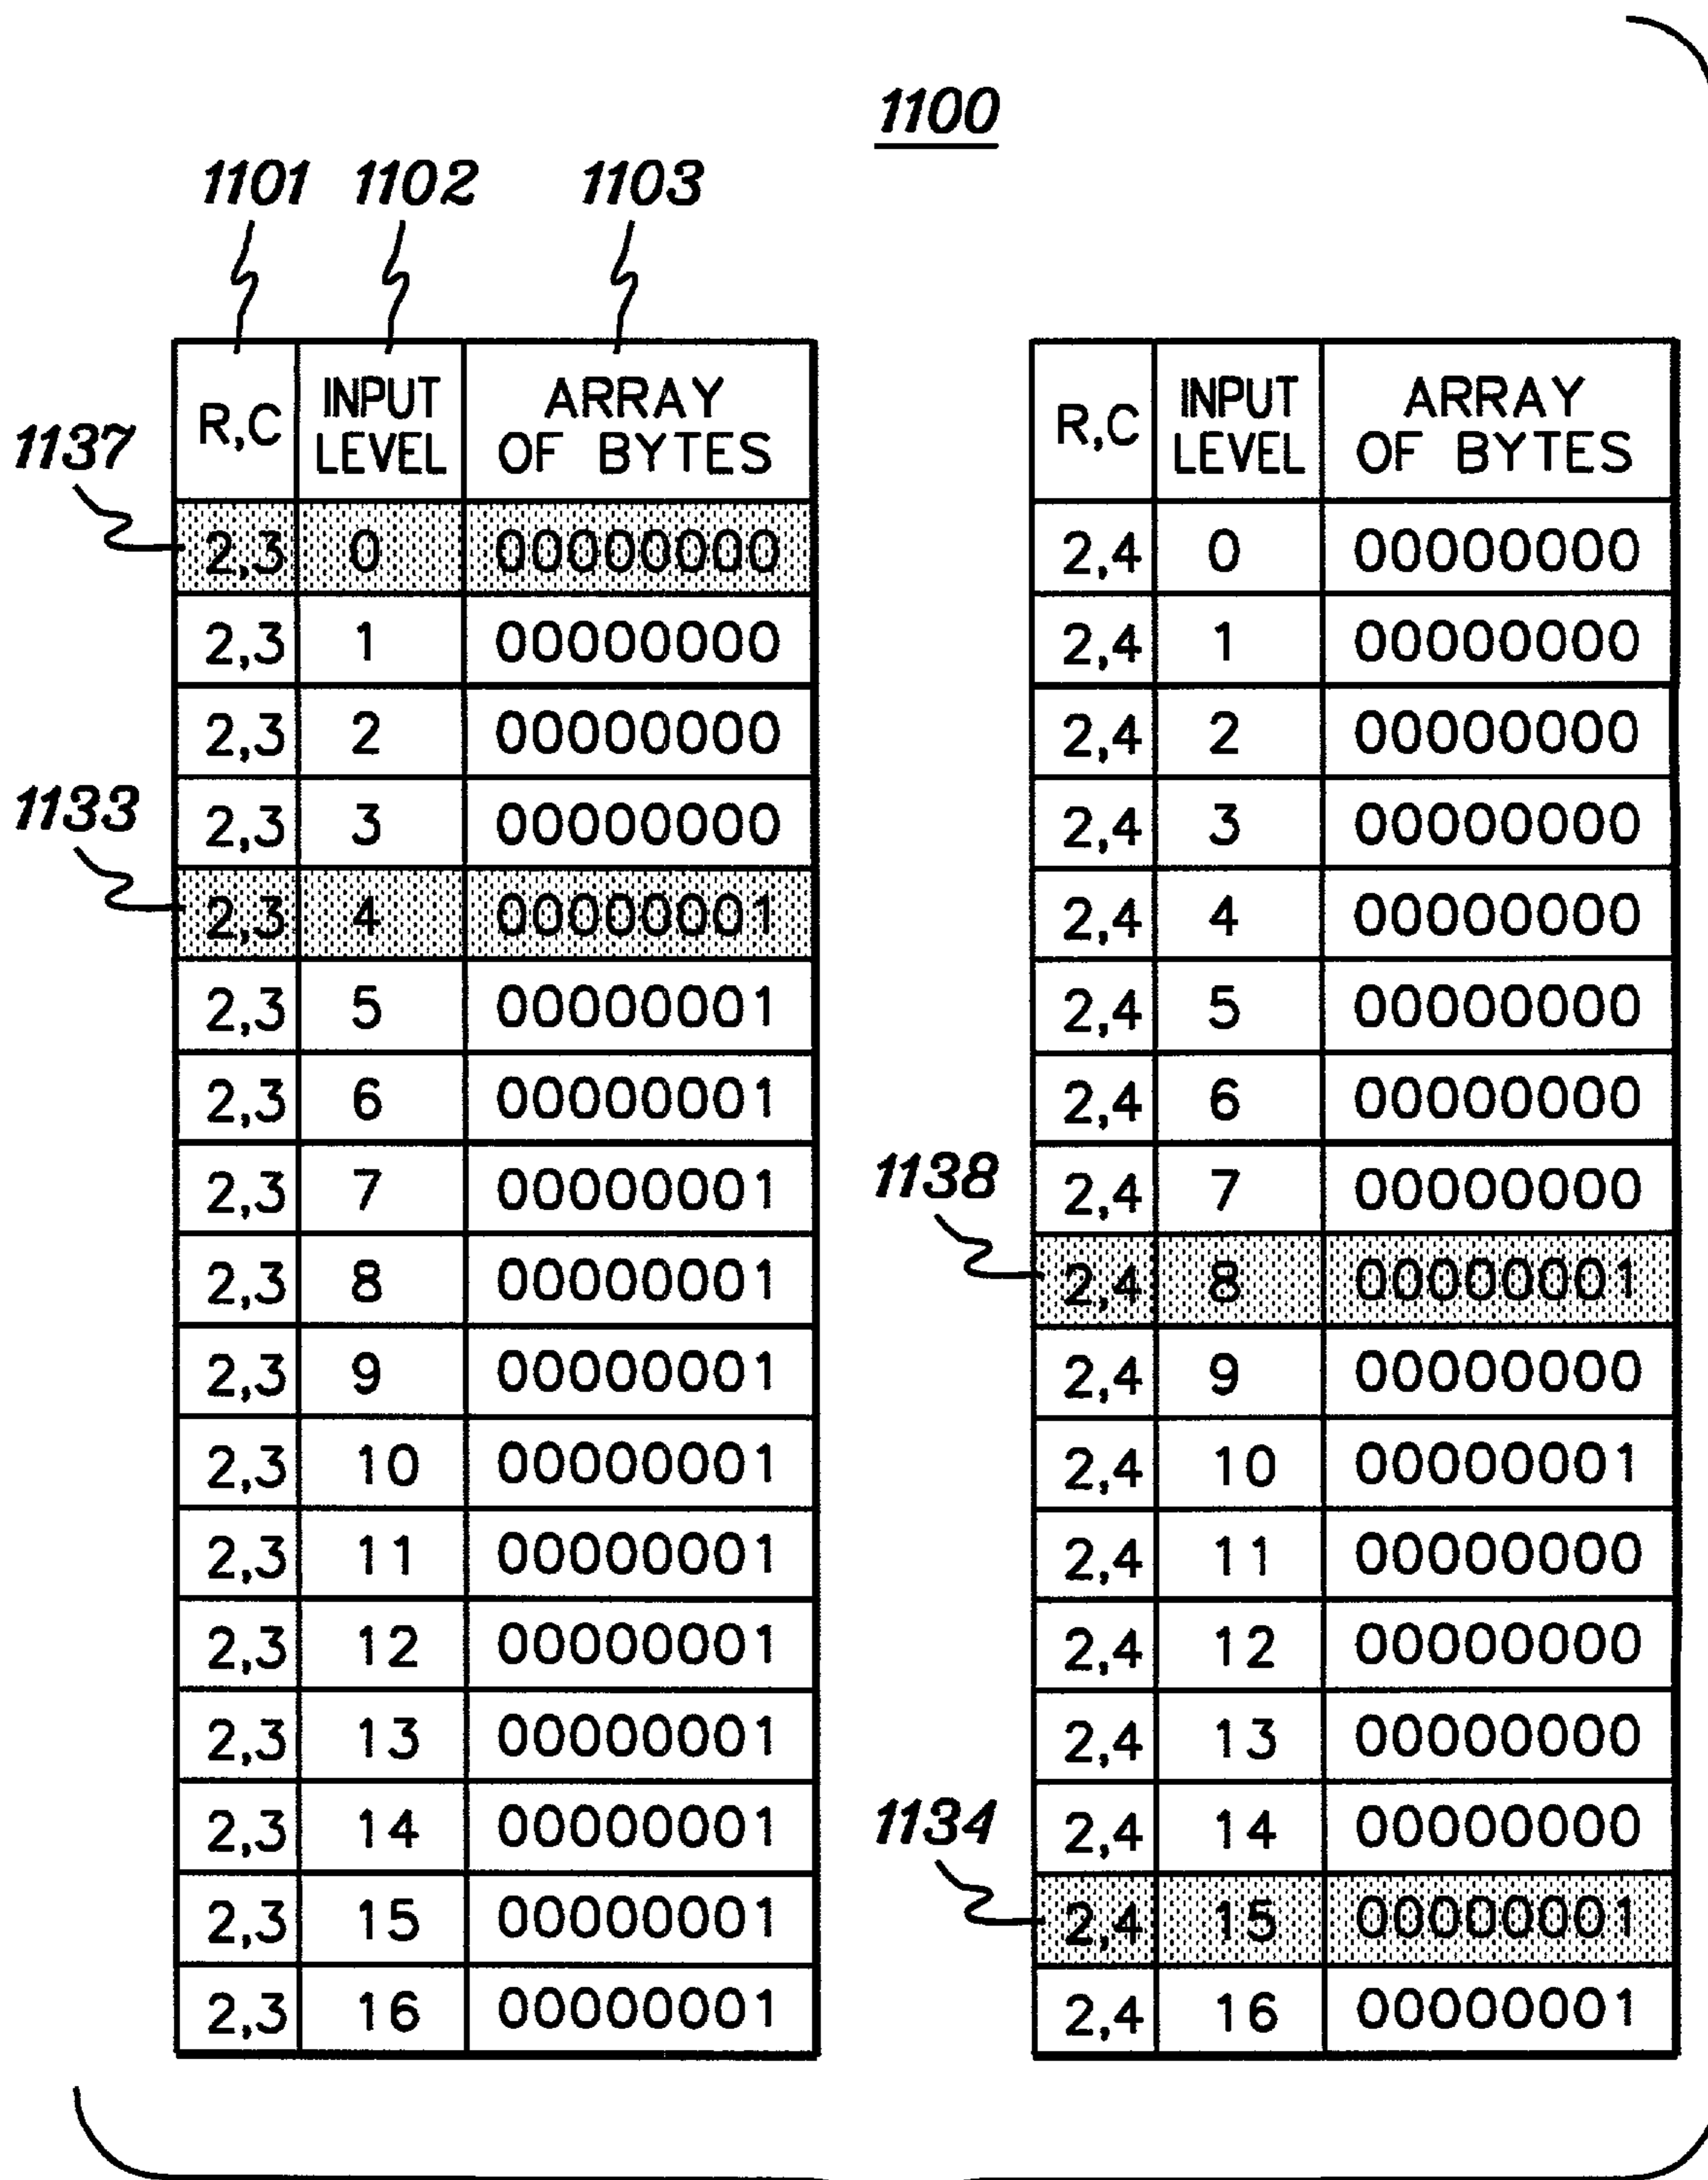 1100
1101 1102 1103
R,C INPUT LEVEL ARRAY OF BYTES
1137
2,3 0 00000000
2,3 1 00000000
2,3 2 00000000
1133
2,3 3 00000000
2,3 4 00000001
2,3 5 00000001
2,3 6 00000001
2,3 7 00000001
2,3 8 00000001
2,3 9 00000001
2,3 10 00000001
2,3 11 00000001
2,3 12 00000001
2,3 13 00000001
2,3 14 00000001
2,3 15 00000001
2,3 16 00000001
R,C INPUT LEVEL ARRAY OF BYTES
2,4 0 00000000
2,4 1 00000000
2,4 2 00000000
2,4 3 00000000
2,4 4 00000000
2,4 5 00000000
2,4 6 00000000
1138
2,4 7 00000000
2,4 8 00000001
2,4 9 00000000
2,4 10 00000001
2,4 11 00000000
2,4 12 00000000
2,4 13 00000000
1134
2,4 14 00000000
2,4 15 00000001
2,4 16 00000001